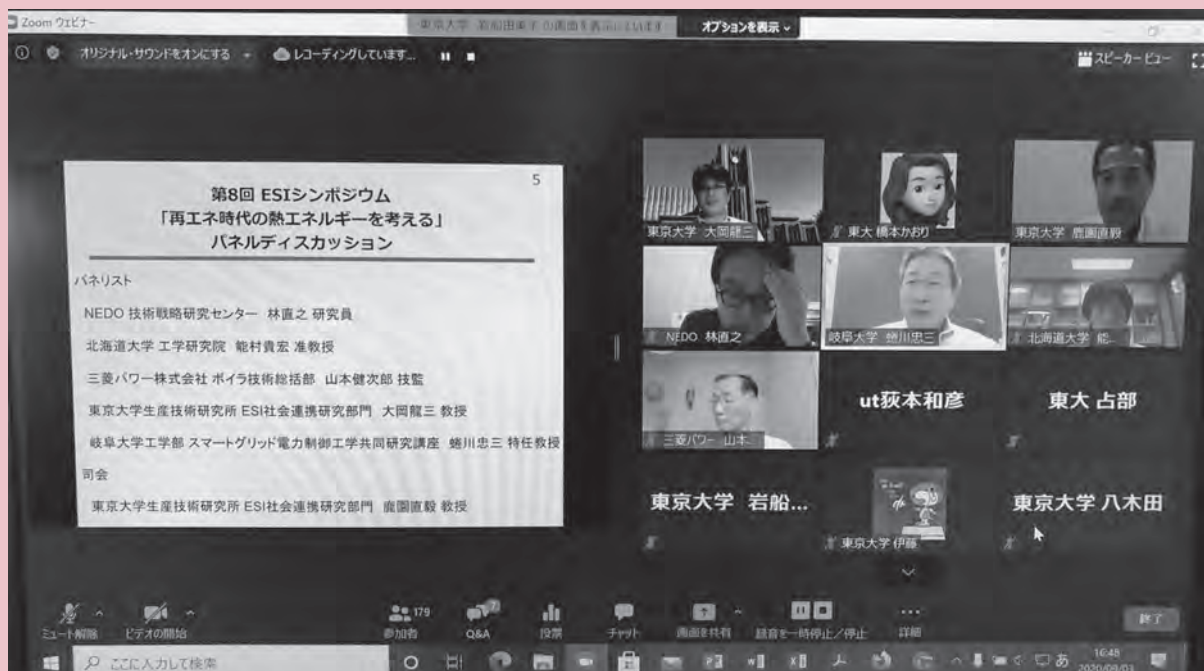 Zoom ウェビナー
東京大学 岩船由美子 の画面を表示しています
オプションを表示
オリジナル・サウンドをオンにする
レコーディングしています...
スピーカー ビュー
5
第8回 ESIシンポジウム
「再エネ時代の熱エネルギーを考える」
パネルディスカッション
パネリスト
NEDO 技術戦略研究センター 林直之 研究員
北海道大学 工学研究院 能村貴宏 准教授
三菱パワー株式会社 ボイラ技術総括部 山本健次郎 技監
東京大学生産技術研究所 ESI社会連携研究部門 大岡龍三 教授
岐阜大学工学部 スマートグリッド電力制御工学共同研究講座 蜷川忠三 特任教授
司会
東京大学生産技術研究所 ESI社会連携研究部門 鹿園直毅 教授
東京大学 大岡龍三
東大 橋本かおり
東京大学 鹿園直毅
NEDO 林直之
岐阜大学 蜷川忠三
北海道大学 能...
三菱パワー 山本...
ut荻本和彦
東大 占部
東京大学 岩船...
東京大学 伊藤
東京大学 八木田
ミュート解除
ビデオの開始
179
参加者
Q&A
投票
チャット
画面を共有
録音を一時停止/停止
詳細
終了
ここに入力して検索
あ
16:48
2020/09/03